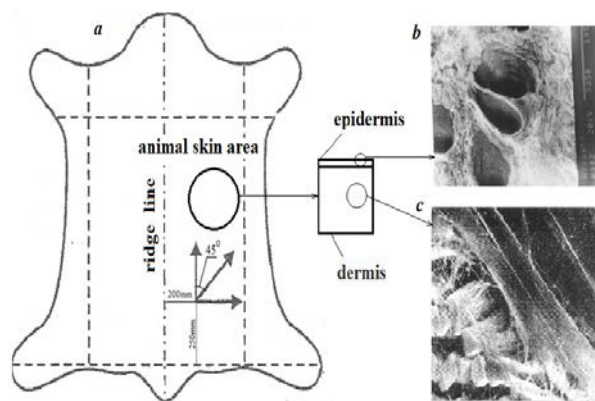 a
b
epidermis
animal skin area
c
ridge line
45°
dermis
200mm
250mm